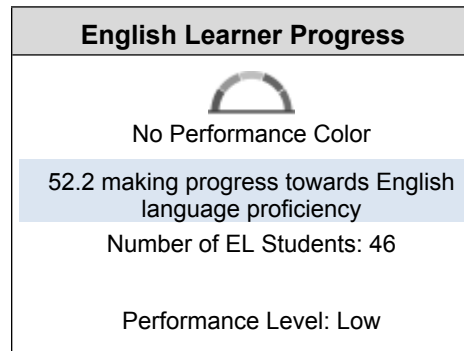 English Learner Progress
No Performance Color
52.2 making progress towards English
language proficiency
Number of EL Students: 46
Performance Level: Low